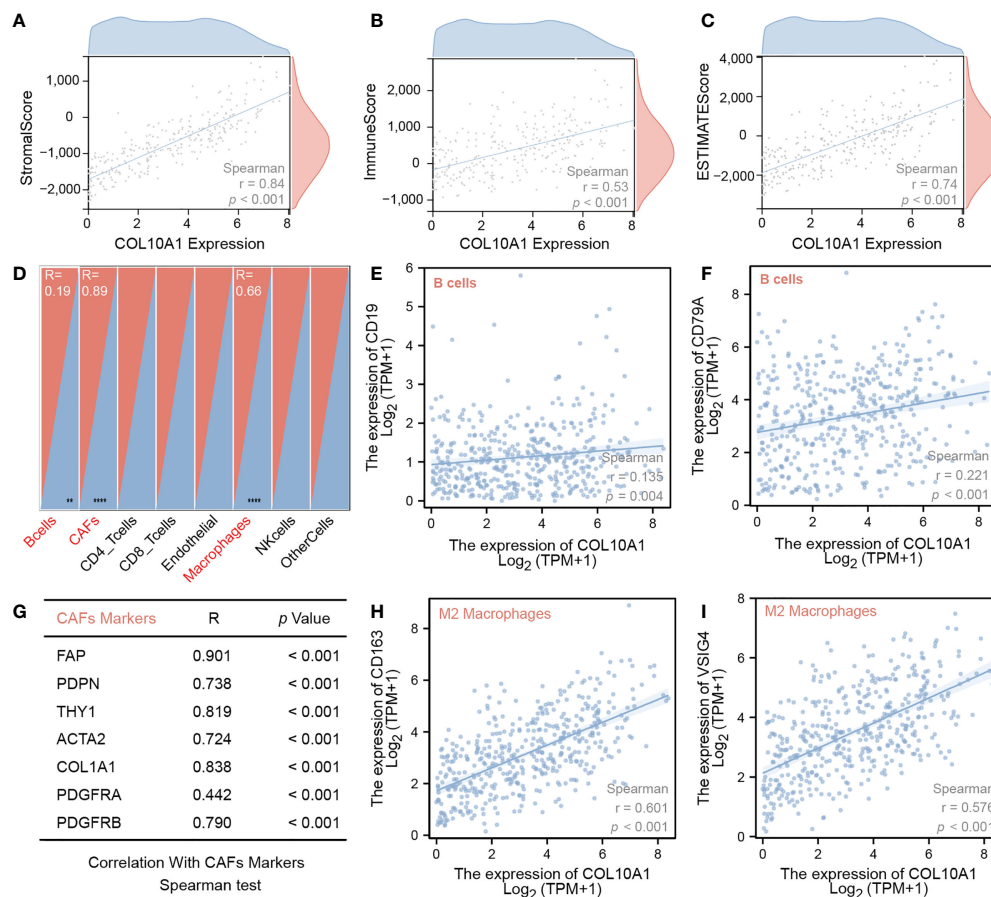 A
StromalScore
1,000
0
−1,000
−2,000
Spearman
r = 0.84
p < 0.001
0 2 4 6 8
COL10A1 Expression
B
ImmuneScore
2,000
1,000
0
−1,000
Spearman
r = 0.53
p < 0.001
0 2 4 6 8
COL10A1 Expression
C
ESTIMATEScore
4,000
2,000
0
−2,000
Spearman
r = 0.74
p < 0.001
0 2 4 6 8
COL10A1 Expression
D
R=
0.19
R=
0.89
R=
0.66
**
****
****
Bcells
CAFs
CD4_Tcells
CD8_Tcells
Endothelial
Macrophages
NKcells
OtherCells
E
B cells
The expression of CD19
Log2 (TPM+1)
6
5
4
3
2
1
0
Spearman
r = 0.135
p = 0.004
0 2 4 6 8
The expression of COL10A1
Log2 (TPM+1)
F
B cells
The expression of CD79A
Log2 (TPM+1)
8
6
4
2
0
Spearman
r = 0.221
p < 0.001
0 2 4 6 8
The expression of COL10A1
Log2 (TPM+1)
G
CAFs Markers R p Value
FAP 0.901 < 0.001
PDPN 0.738 < 0.001
THY1 0.819 < 0.001
ACTA2 0.724 < 0.001
COL1A1 0.838 < 0.001
PDGFRA 0.442 < 0.001
PDGFRB 0.790 < 0.001
Correlation With CAFs Markers
Spearman test
H
M2 Macrophages
The expression of CD163
Log2 (TPM+1)
8
6
4
2
0
Spearman
r = 0.601
p < 0.001
0 2 4 6 8
The expression of COL10A1
Log2 (TPM+1)
I
M2 Macrophages
The expression of VSIG4
Log2 (TPM+1)
8
6
4
2
0
Spearman
r = 0.576
p < 0.001
0 2 4 6 8
The expression of COL10A1
Log2 (TPM+1)